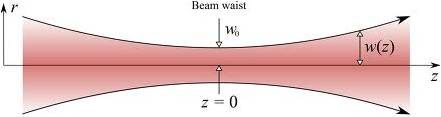 r
Beam waist
w₀
w(z)
z
z = 0